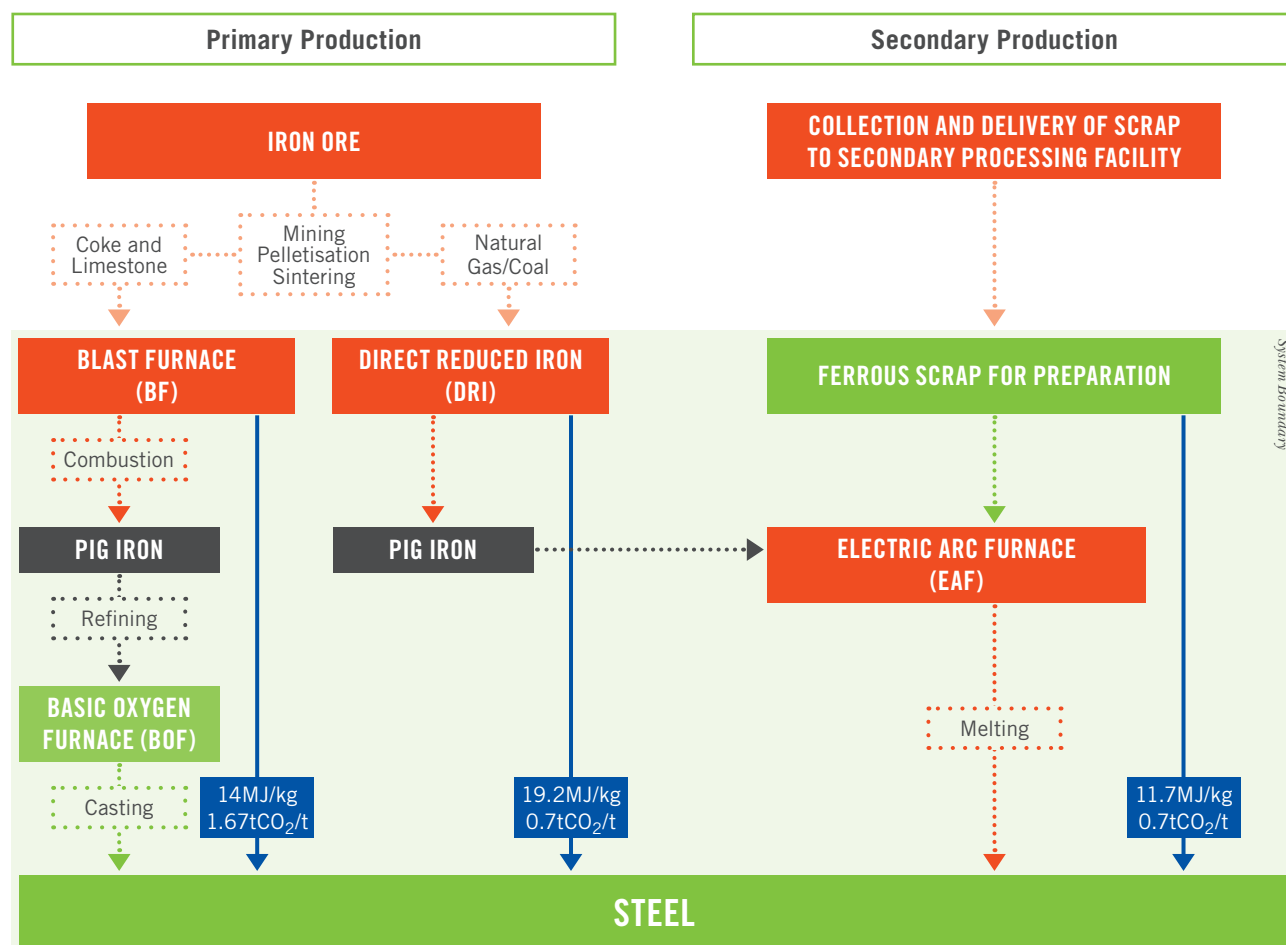 Primary Production
Secondary Production
IRON ORE
COLLECTION AND DELIVERY OF SCRAP
TO SECONDARY PROCESSING FACILITY
Coke and
Limestone
Mining
Pelletisation
Sintering
Natural
Gas/Coal
System Boundary
BLAST FURNACE
(BF)
DIRECT REDUCED IRON
(DRI)
FERROUS SCRAP FOR PREPARATION
Combustion
PIG IRON
PIG IRON
ELECTRIC ARC FURNACE
(EAF)
Refining
BASIC OXYGEN
FURNACE (BOF)
Melting
Casting
14MJ/kg
1.67tCO₂/t
19.2MJ/kg
0.7tCO₂/t
11.7MJ/kg
0.7tCO₂/t
STEEL